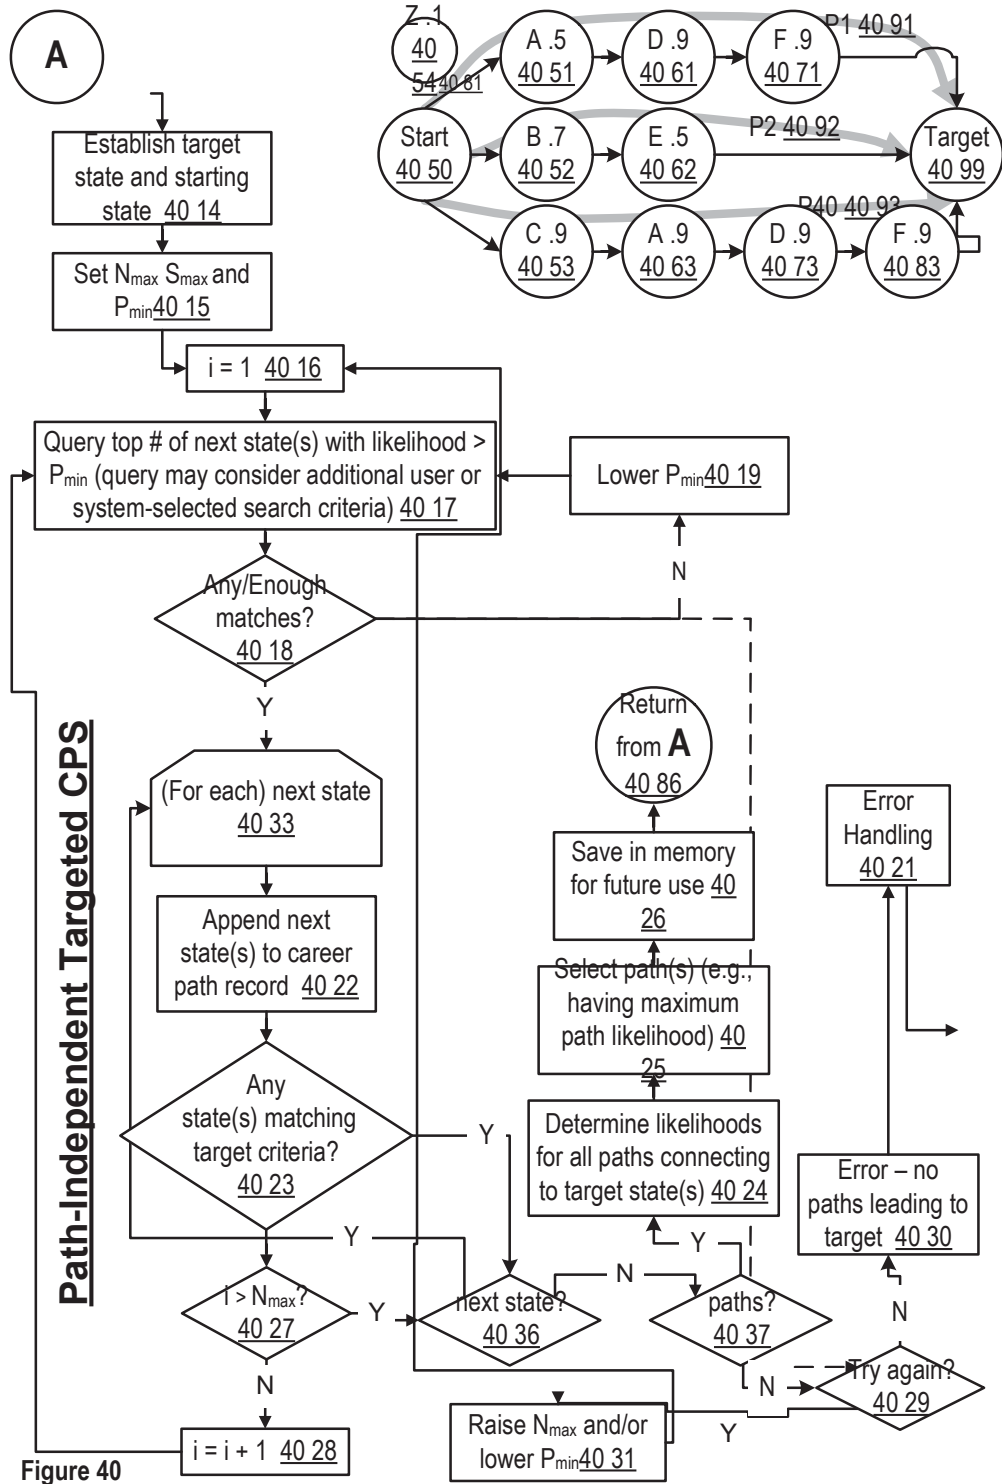 A
Z .1
40
54
40 81
A .5
40 51
D .9
40 61
F .9
40 71
P1 40 91
Start
40 50
B .7
40 52
E .5
40 62
P2 40 92
Target
40 99
C .9
40 53
A .9
40 63
D .9
40 73
F .9
40 83
P40 40 93
Establish target
state and starting
state 40 14
Set Nmax Smax and
Pmin40 15
i = 1 40 16
Query top # of next state(s) with likelihood >
Pmin (query may consider additional user or
system-selected search criteria) 40 17
Lower Pmin40 19
Any/Enough
matches?
40 18
N
Y
(For each) next state
40 33
Append next
state(s) to career
path record 40 22
Any
state(s) matching
target criteria?
40 23
Y
Y
i > Nmax?
40 27
Y
N
i = i + 1 40 28
next state?
40 36
N
paths?
40 37
Y
N
Determine likelihoods
for all paths connecting
to target state(s) 40 24
Select path(s) (e.g.,
having maximum
path likelihood) 40
25
Save in memory
for future use 40
26
Return
from A
40 86
Error
Handling
40 21
Error – no
paths leading to
target 40 30
N
Try again?
40 29
Y
Raise Nmax and/or
lower Pmin40 31
Path-Independent Targeted CPS
Figure 40